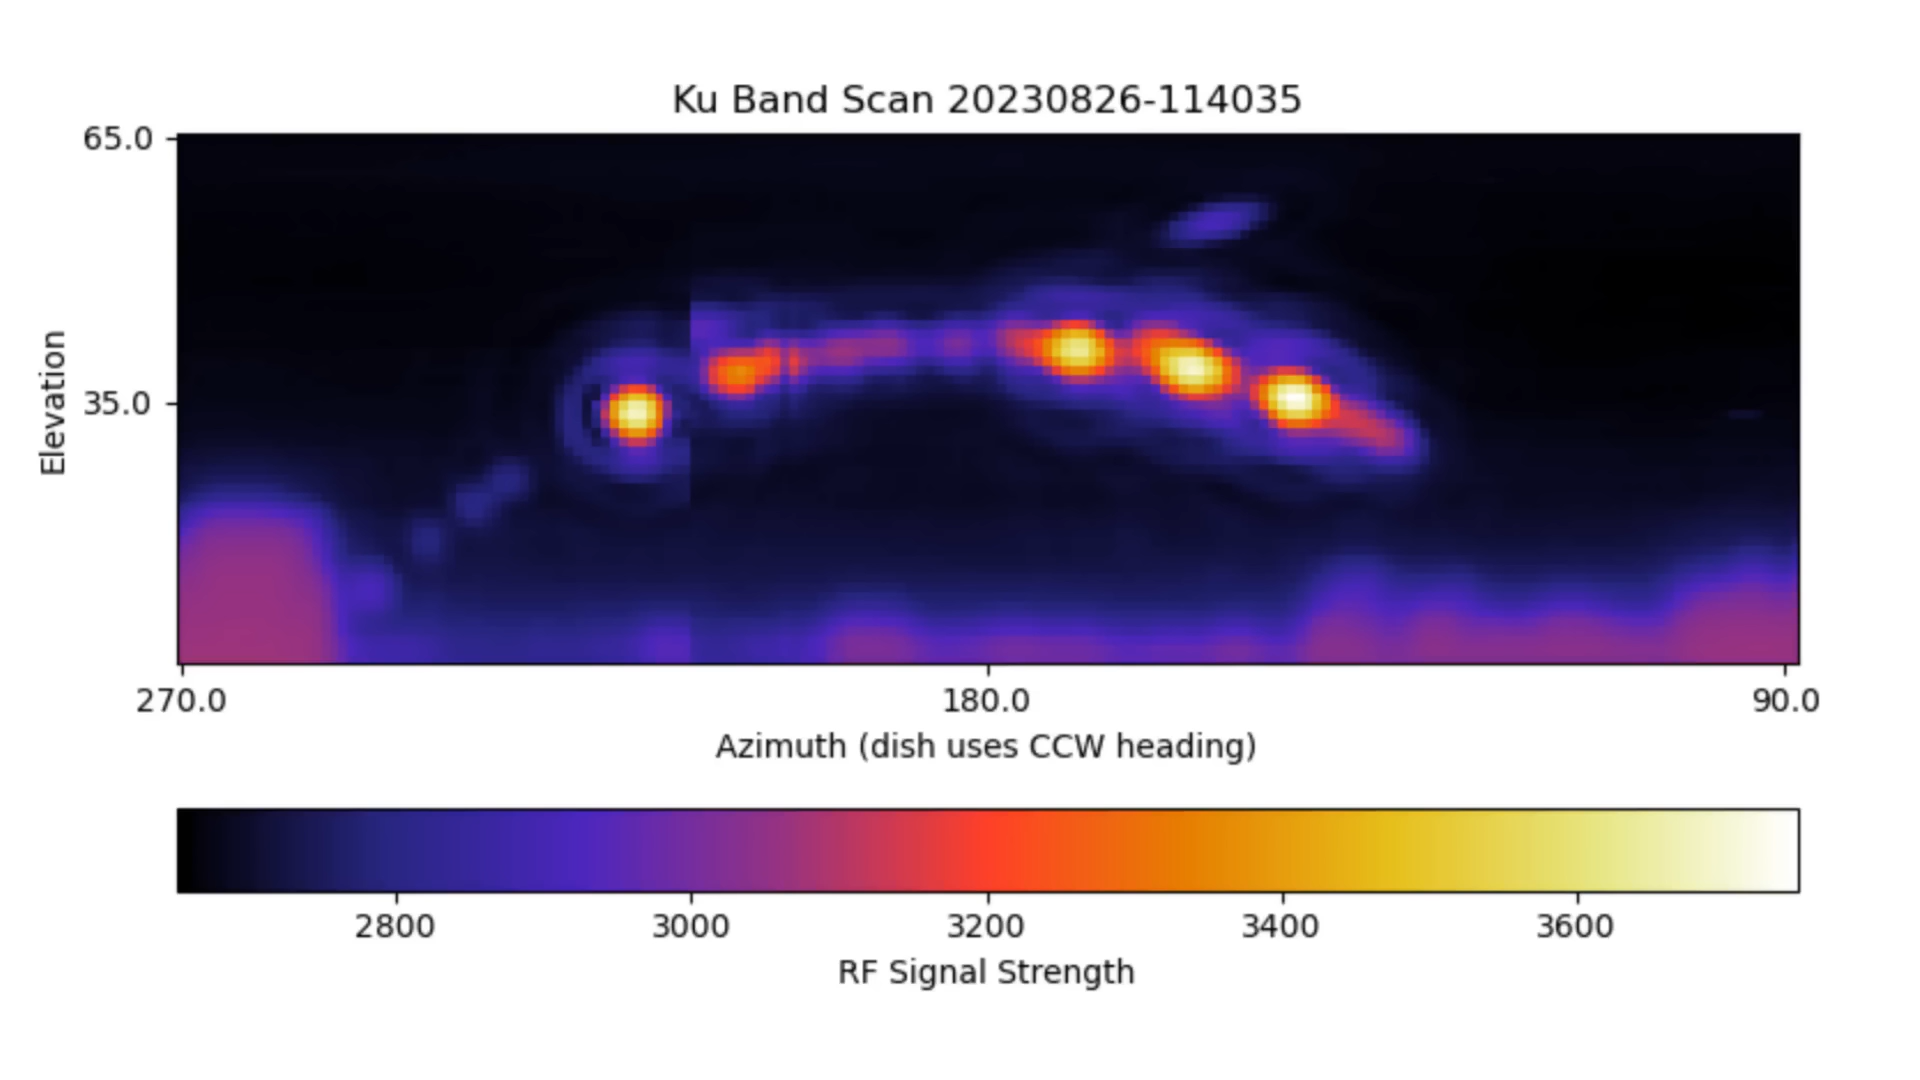 Ku Band Scan 20230826-114035
65.0
35.0
Elevation
270.0 180.0 90.0
Azimuth (dish uses CCW heading)
2800 3000 3200 3400 3600
RF Signal Strength